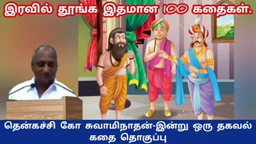 இரவில் தூங்க இதமான 100 கதைகள்.
தென்கச்சி கோ சுவாமிநாதன்-இன்று ஒரு தகவல்
கதை தொகுப்பு